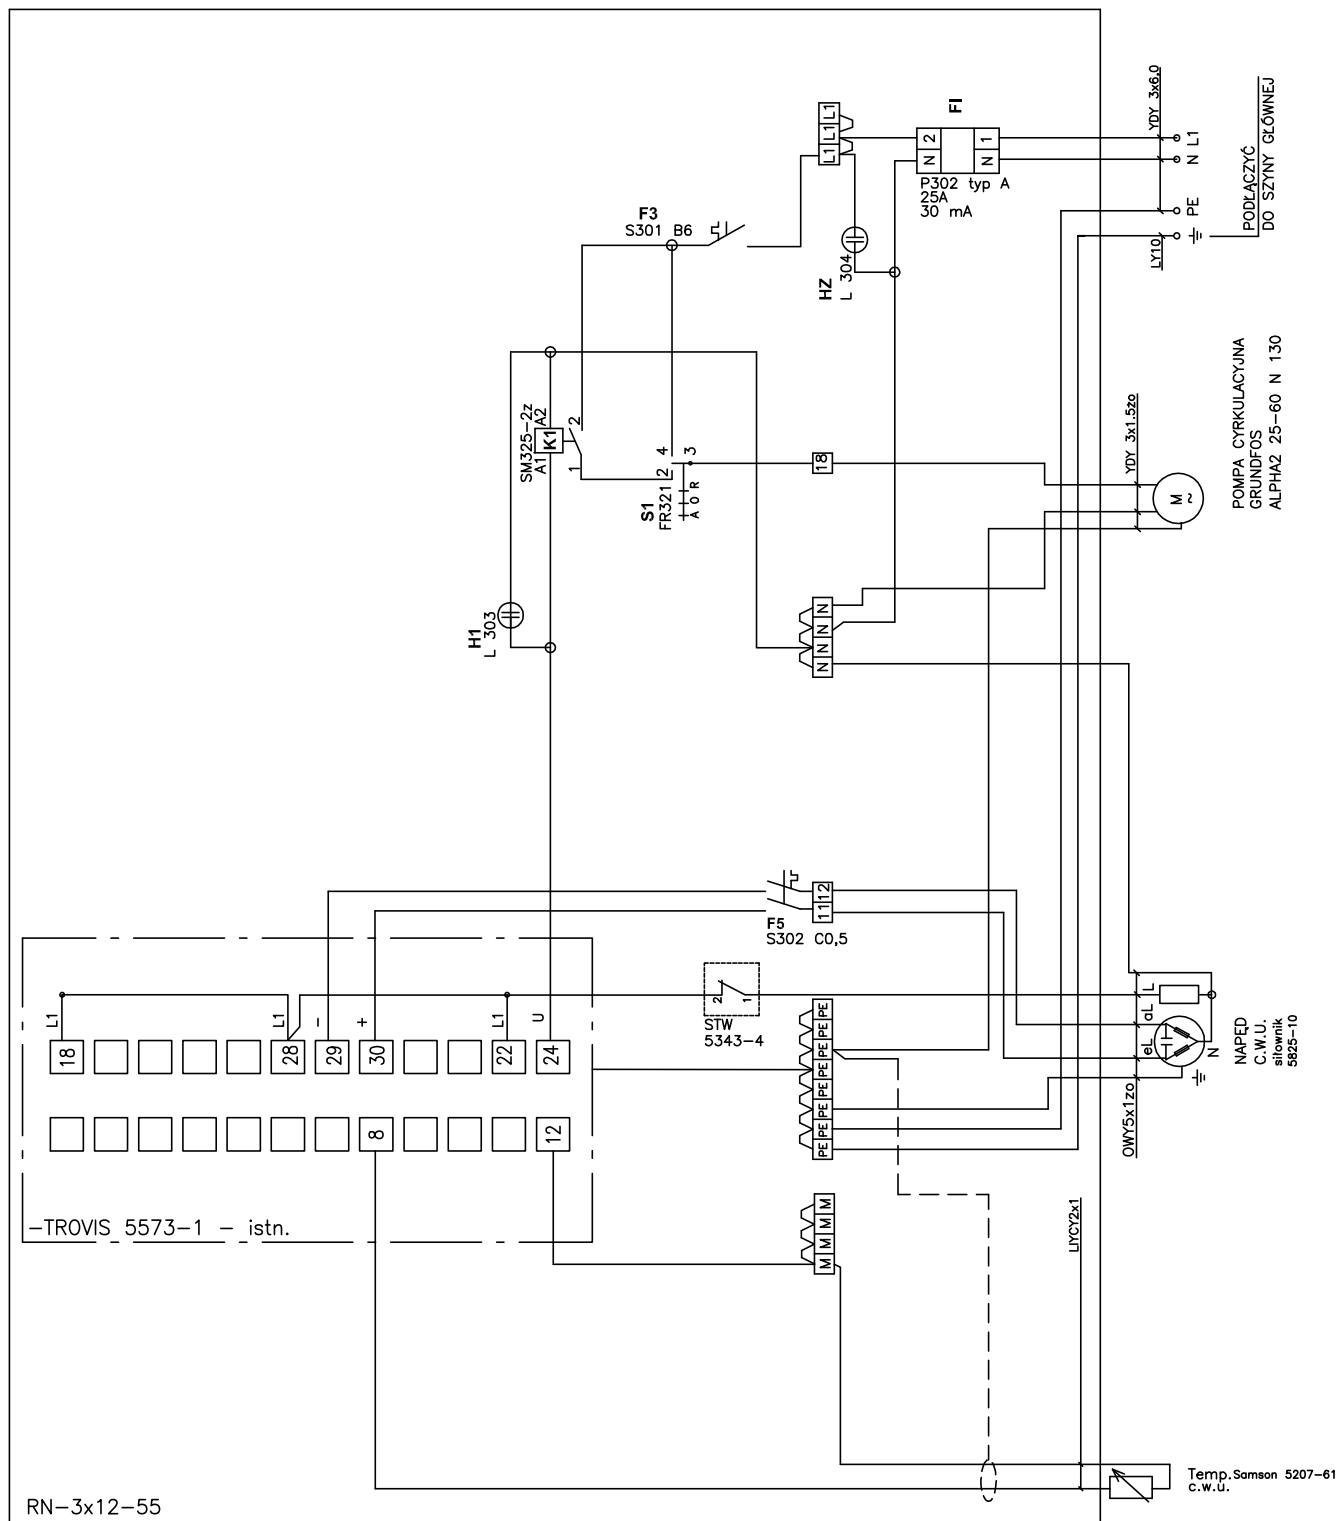 L1
L1
L1
FI
2
1
N
N
P302 typ A
25A
30 mA
YDY 3x6,0
L1
N
PE
LY10
PODŁĄCZYĆ
DO SZYNY GŁÓWNEJ
F3
S301 B6
HZ
L 304
SM325-2z
A1
K1
A2
2
1
4
2
3
S1
FR321
A O R
18
YDY 3x1.5żo
M
~
POMPA CYRKULACYJNA
GRUNDFOS
ALPHA2 25-60 N 130
H1
L 303
N
N
N
N
11
12
F5
S302 C0,5
STW
5343-4
2
1
L1
L1
-
+
L1
U
18
28
29
30
22
24
8
12
-TROVIS 5573-1 - istn.
PE
PE
PE
PE
PE
PE
PE
PE
M
M
M
M
L
aL
eL
N
NAPĘD
C.W.U.
siłownik
5825-10
OWY5x1żo
LIYCY2x1
Temp.Samson 5207-61
c.w.u.
RN-3x12-55